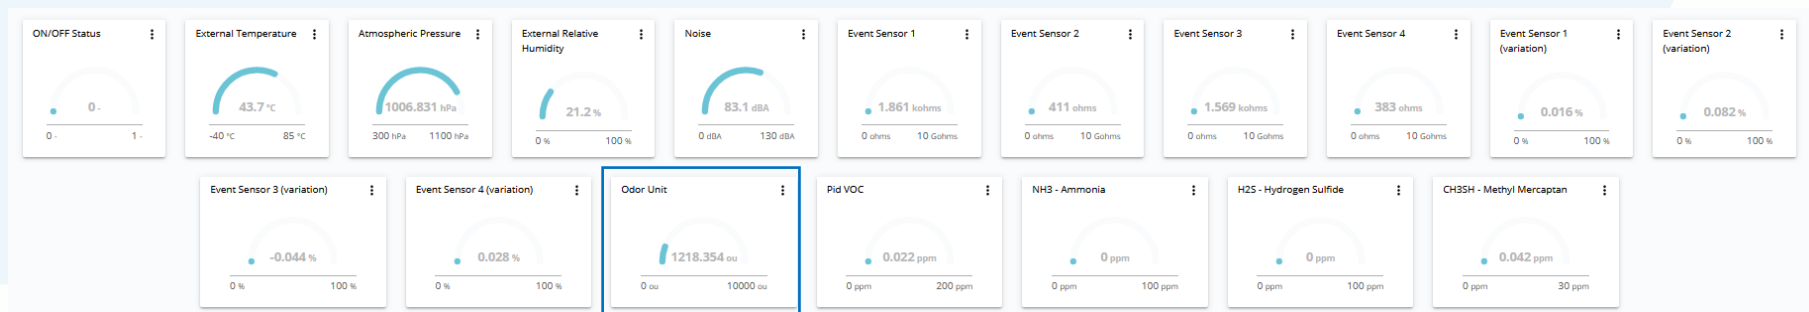 ON/OFF Status
0 -
0 -
1 -
External Temperature
43.7 °C
-40 °C
85 °C
Atmospheric Pressure
1006.831 hPa
300 hPa
1100 hPa
External Relative
Humidity
21.2 %
0 %
100 %
Noise
83.1 dBA
0 dBA
130 dBA
Event Sensor 1
1.861 kohms
0 ohms
10 Gohms
Event Sensor 2
411 ohms
0 ohms
10 Gohms
Event Sensor 3
1.569 kohms
0 ohms
10 Gohms
Event Sensor 4
383 ohms
0 ohms
10 Gohms
Event Sensor 1
(variation)
0.016 %
0 %
100 %
Event Sensor 2
(variation)
0.082 %
0 %
100 %
Event Sensor 3 (variation)
-0.044 %
0 %
100 %
Event Sensor 4 (variation)
0.028 %
0 %
100 %
Odor Unit
1218.354 ou
0 ou
10000 ou
Pid VOC
0.022 ppm
0 ppm
200 ppm
NH3 - Ammonia
0 ppm
0 ppm
100 ppm
H2S - Hydrogen Sulfide
0 ppm
0 ppm
100 ppm
CH3SH - Methyl Mercaptan
0.042 ppm
0 ppm
30 ppm